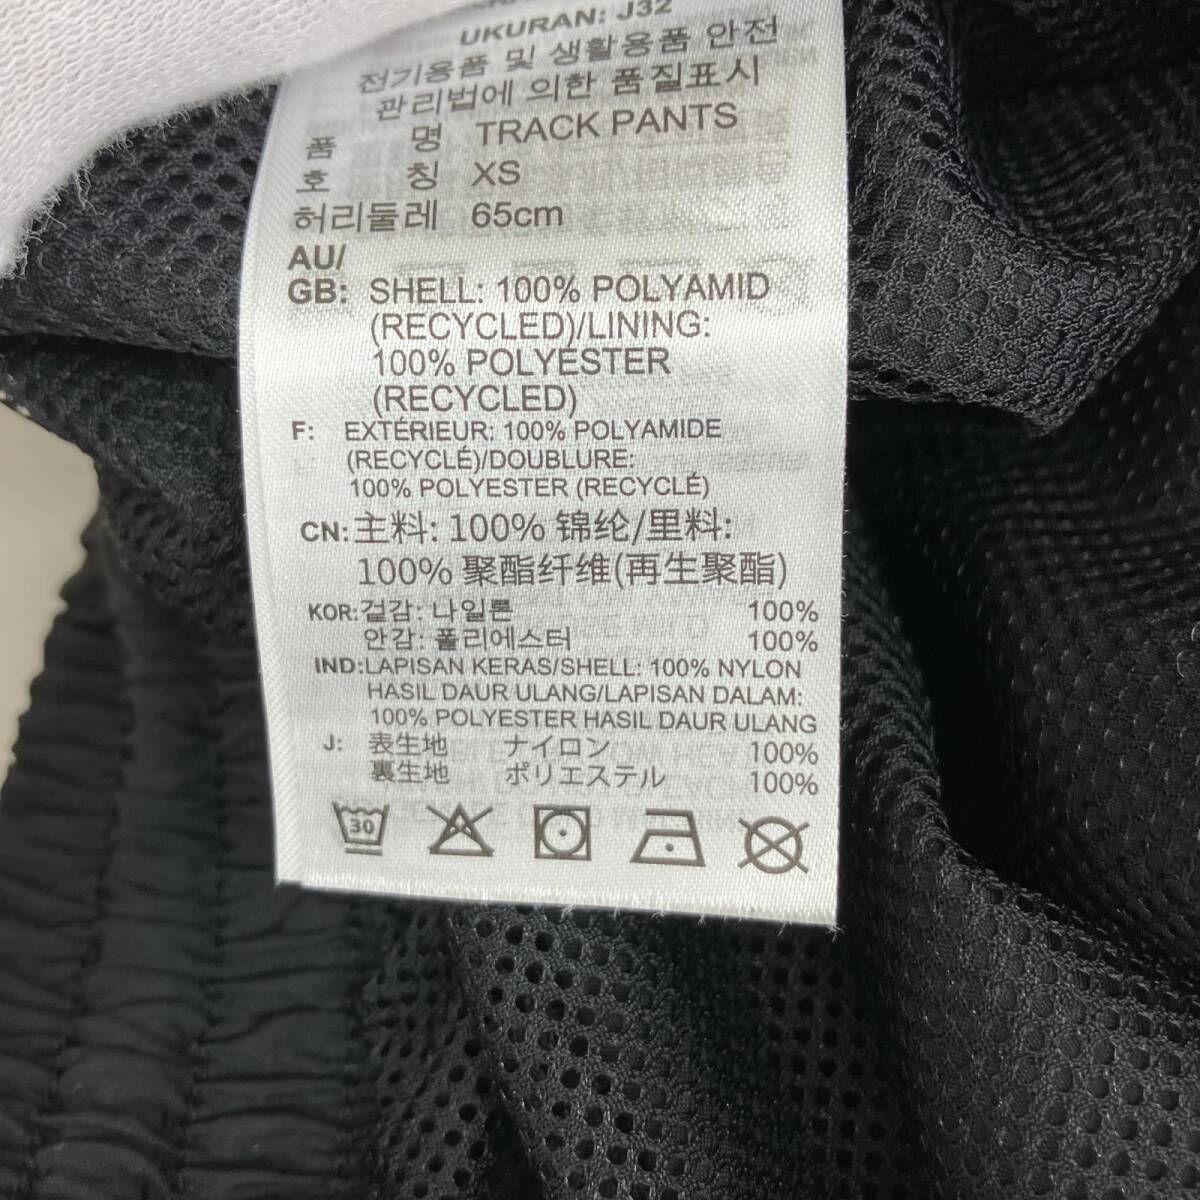 UKURAN: J32
전기용품 및 생활용품 안전
관리법에 의한 품질표시
품 명 TRACK PANTS
호 칭 XS
허리둘레 65cm
AU/
GB: SHELL: 100% POLYAMID
(RECYCLED)/LINING:
100% POLYESTER
(RECYCLED)
F: EXTÉRIEUR: 100% POLYAMIDE
(RECYCLÉ)/DOUBLURE:
100% POLYESTER (RECYCLÉ)
CN: 主料: 100% 锦纶/里料:
100% 聚酯纤维(再生聚酯)
KOR: 겉감: 나일론 100%
안감: 폴리에스터 100%
IND: LAPISAN KERAS/SHELL: 100% NYLON
HASIL DAUR ULANG/LAPISAN DALAM:
100% POLYESTER HASIL DAUR ULANG
J: 表生地 ナイロン 100%
裏生地 ポリエステル 100%
30